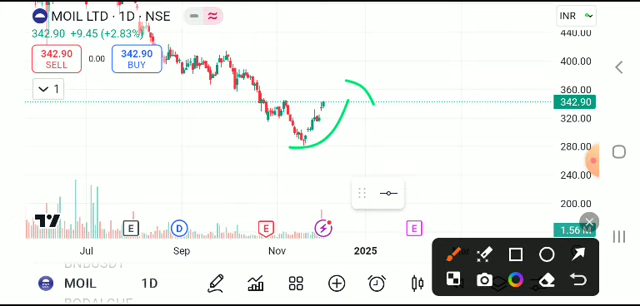 MOIL LTD · 1D · NSE
INR
342.90 +9.45 (+2.83%)
440.00
342.90
SELL
0.00
342.90
BUY
400.00
360.00
1
342.90
320.00
280.00
240.00
200.00
E
D
E
E
1.56 M
Jul
Sep
Nov
2025
MOIL
1D